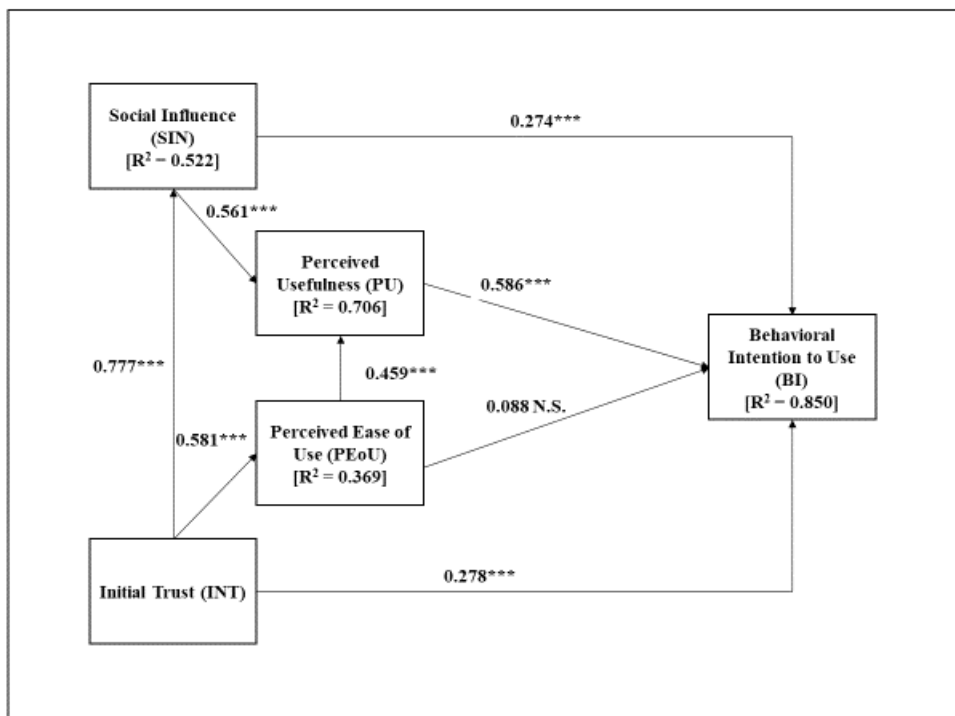 Social Influence
(SIN)
[R² = 0.522]
0.274***
0.561***
Perceived
Usefulness (PU)
[R² = 0.706]
0.586***
Behavioral
Intention to Use
(BI)
[R² = 0.850]
0.777***
0.459***
0.088 N.S.
0.581***
Perceived Ease of
Use (PEoU)
[R² = 0.369]
Initial Trust (INT)
0.278***